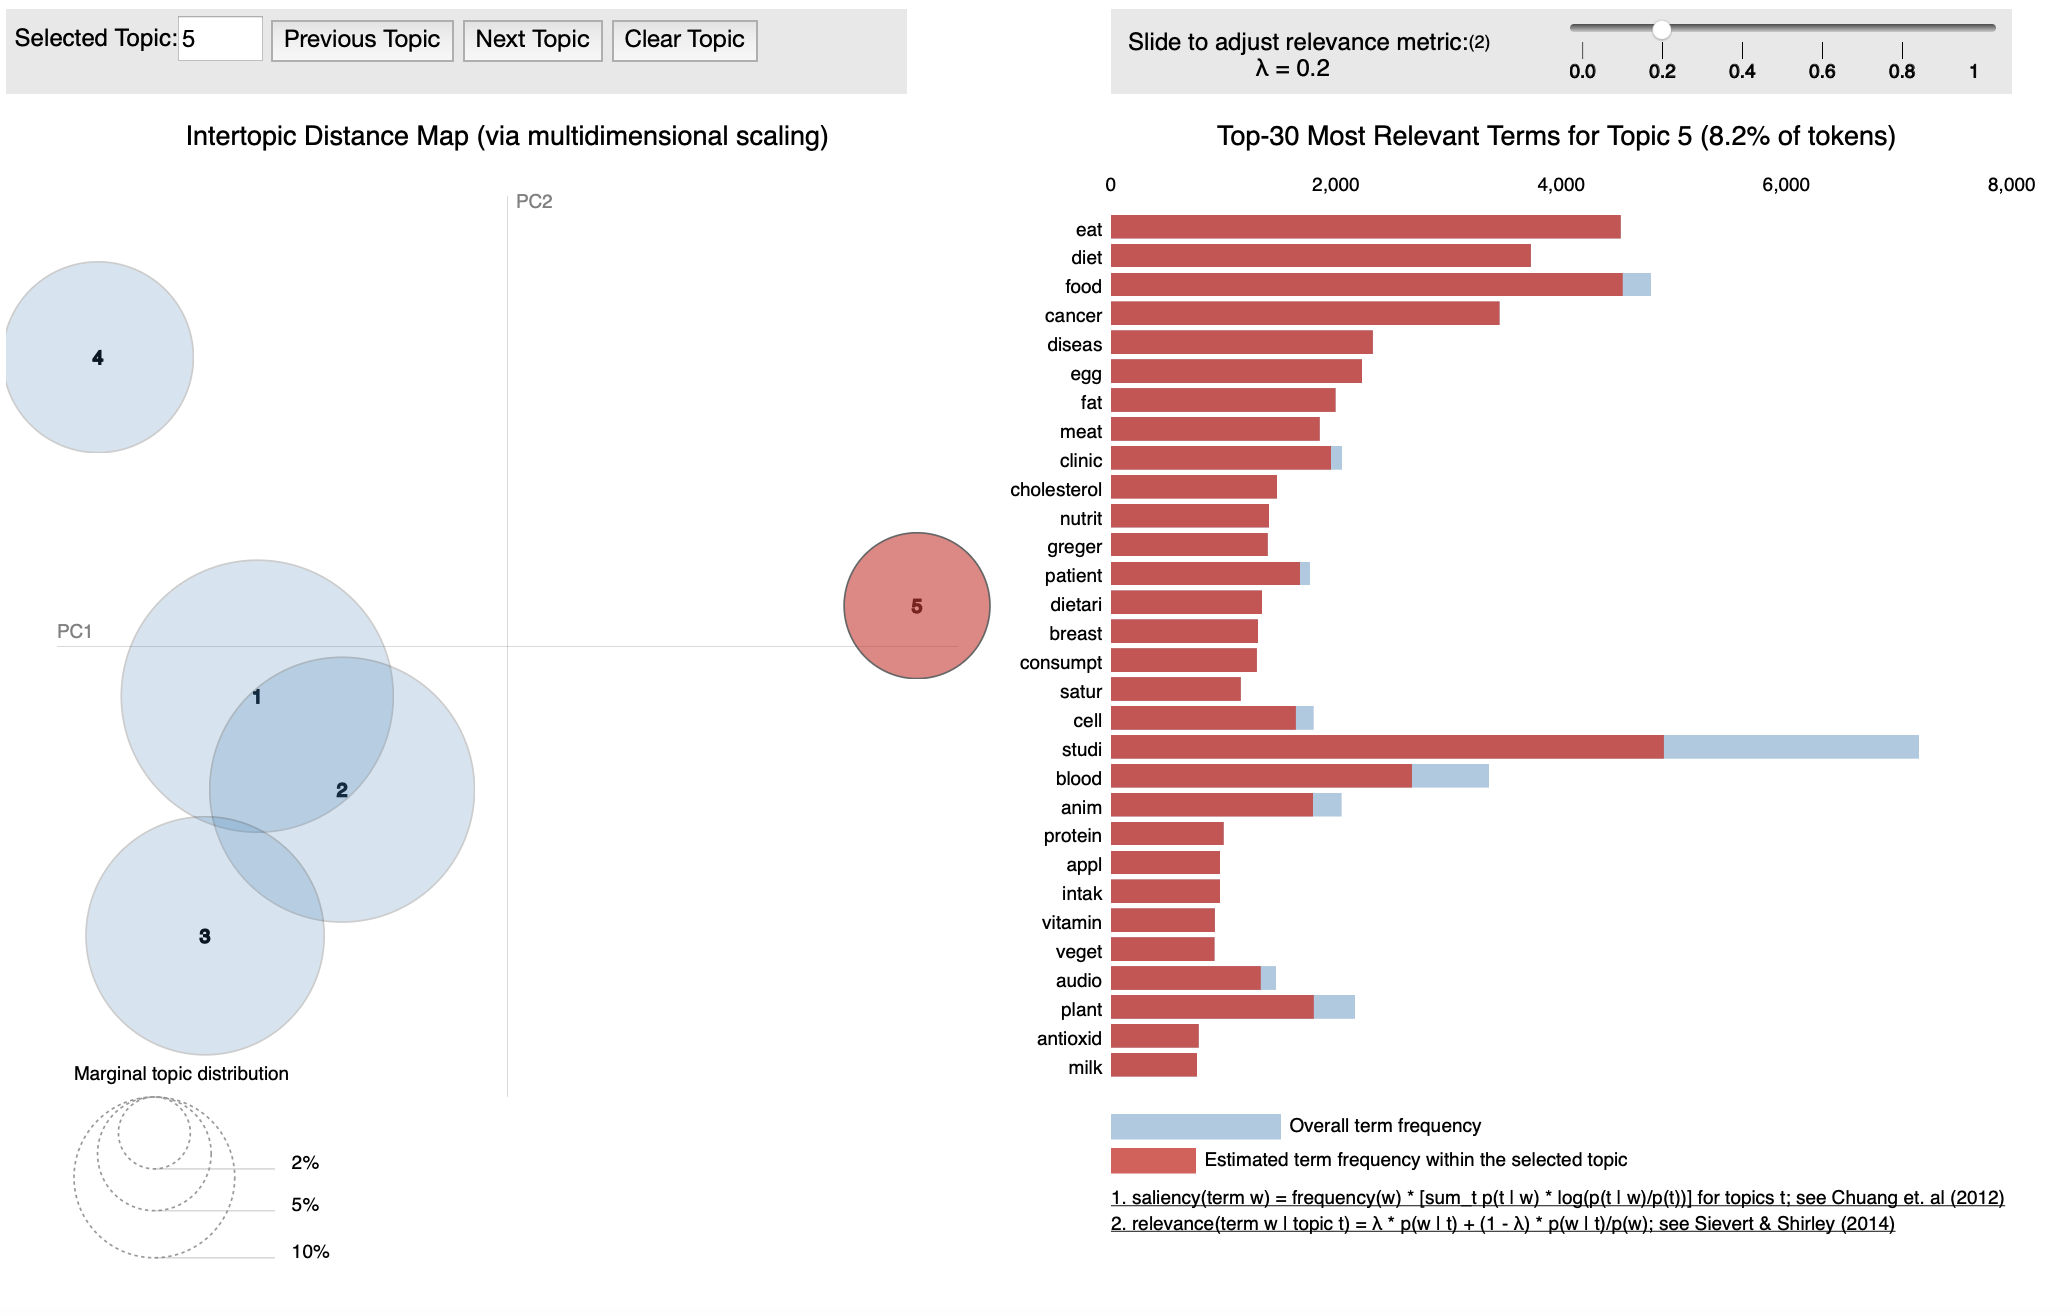 Selected Topic: 5 Previous Topic Next Topic Clear Topic
Slide to adjust relevance metric:(2)
λ = 0.2
0.0 0.2 0.4 0.6 0.8 1
Intertopic Distance Map (via multidimensional scaling)
PC2
PC1
4
1
2
3
5
Marginal topic distribution
2%
5%
10%
Top-30 Most Relevant Terms for Topic 5 (8.2% of tokens)
0 2,000 4,000 6,000 8,000
eat
diet
food
cancer
diseas
egg
fat
meat
clinic
cholesterol
nutrit
greger
patient
dietari
breast
consumpt
satur
cell
studi
blood
anim
protein
appl
intak
vitamin
veget
audio
plant
antioxid
milk
Overall term frequency
Estimated term frequency within the selected topic
1. saliency(term w) = frequency(w) * [sum_t p(t | w) * log(p(t | w)/p(t))] for topics t; see Chuang et. al (2012)
2. relevance(term w | topic t) = λ * p(w | t) + (1 - λ) * p(w | t)/p(w); see Sievert & Shirley (2014)